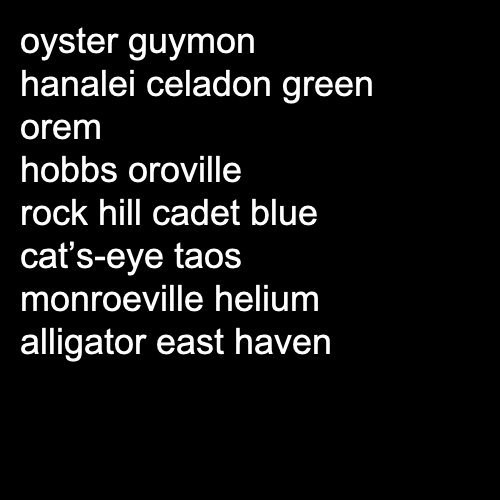 oyster guymon
hanalei celadon green
orem
hobbs oroville
rock hill cadet blue
cat’s-eye taos
monroeville helium
alligator east haven